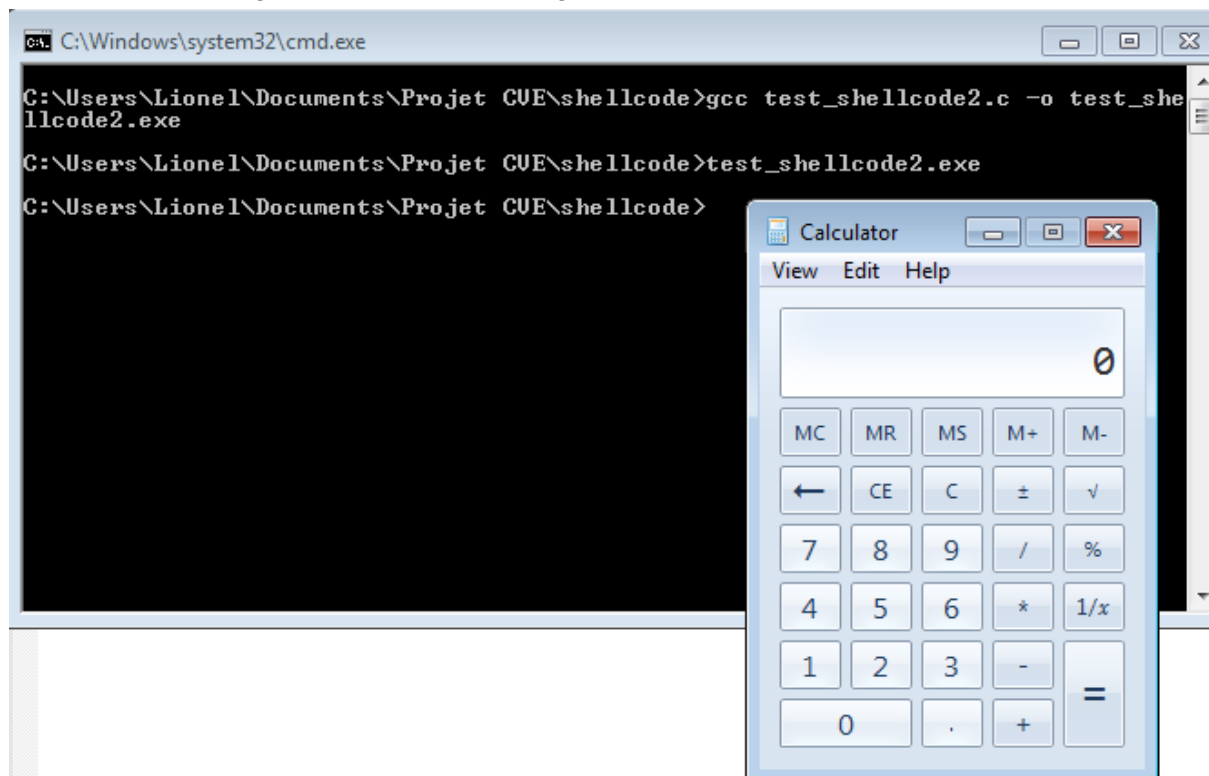 C:\Windows\system32\cmd.exe
C:\Users\Lionel\Documents\Projet CVE\shellcode>gcc test_shellcode2.c -o test_she
llcode2.exe
C:\Users\Lionel\Documents\Projet CVE\shellcode>test_shellcode2.exe
C:\Users\Lionel\Documents\Projet CVE\shellcode>
Calculator
View Edit Help
0
MC MR MS M+ M-
← CE C ± √
7 8 9 / %
4 5 6 * 1/x
1 2 3 - =
0 . +